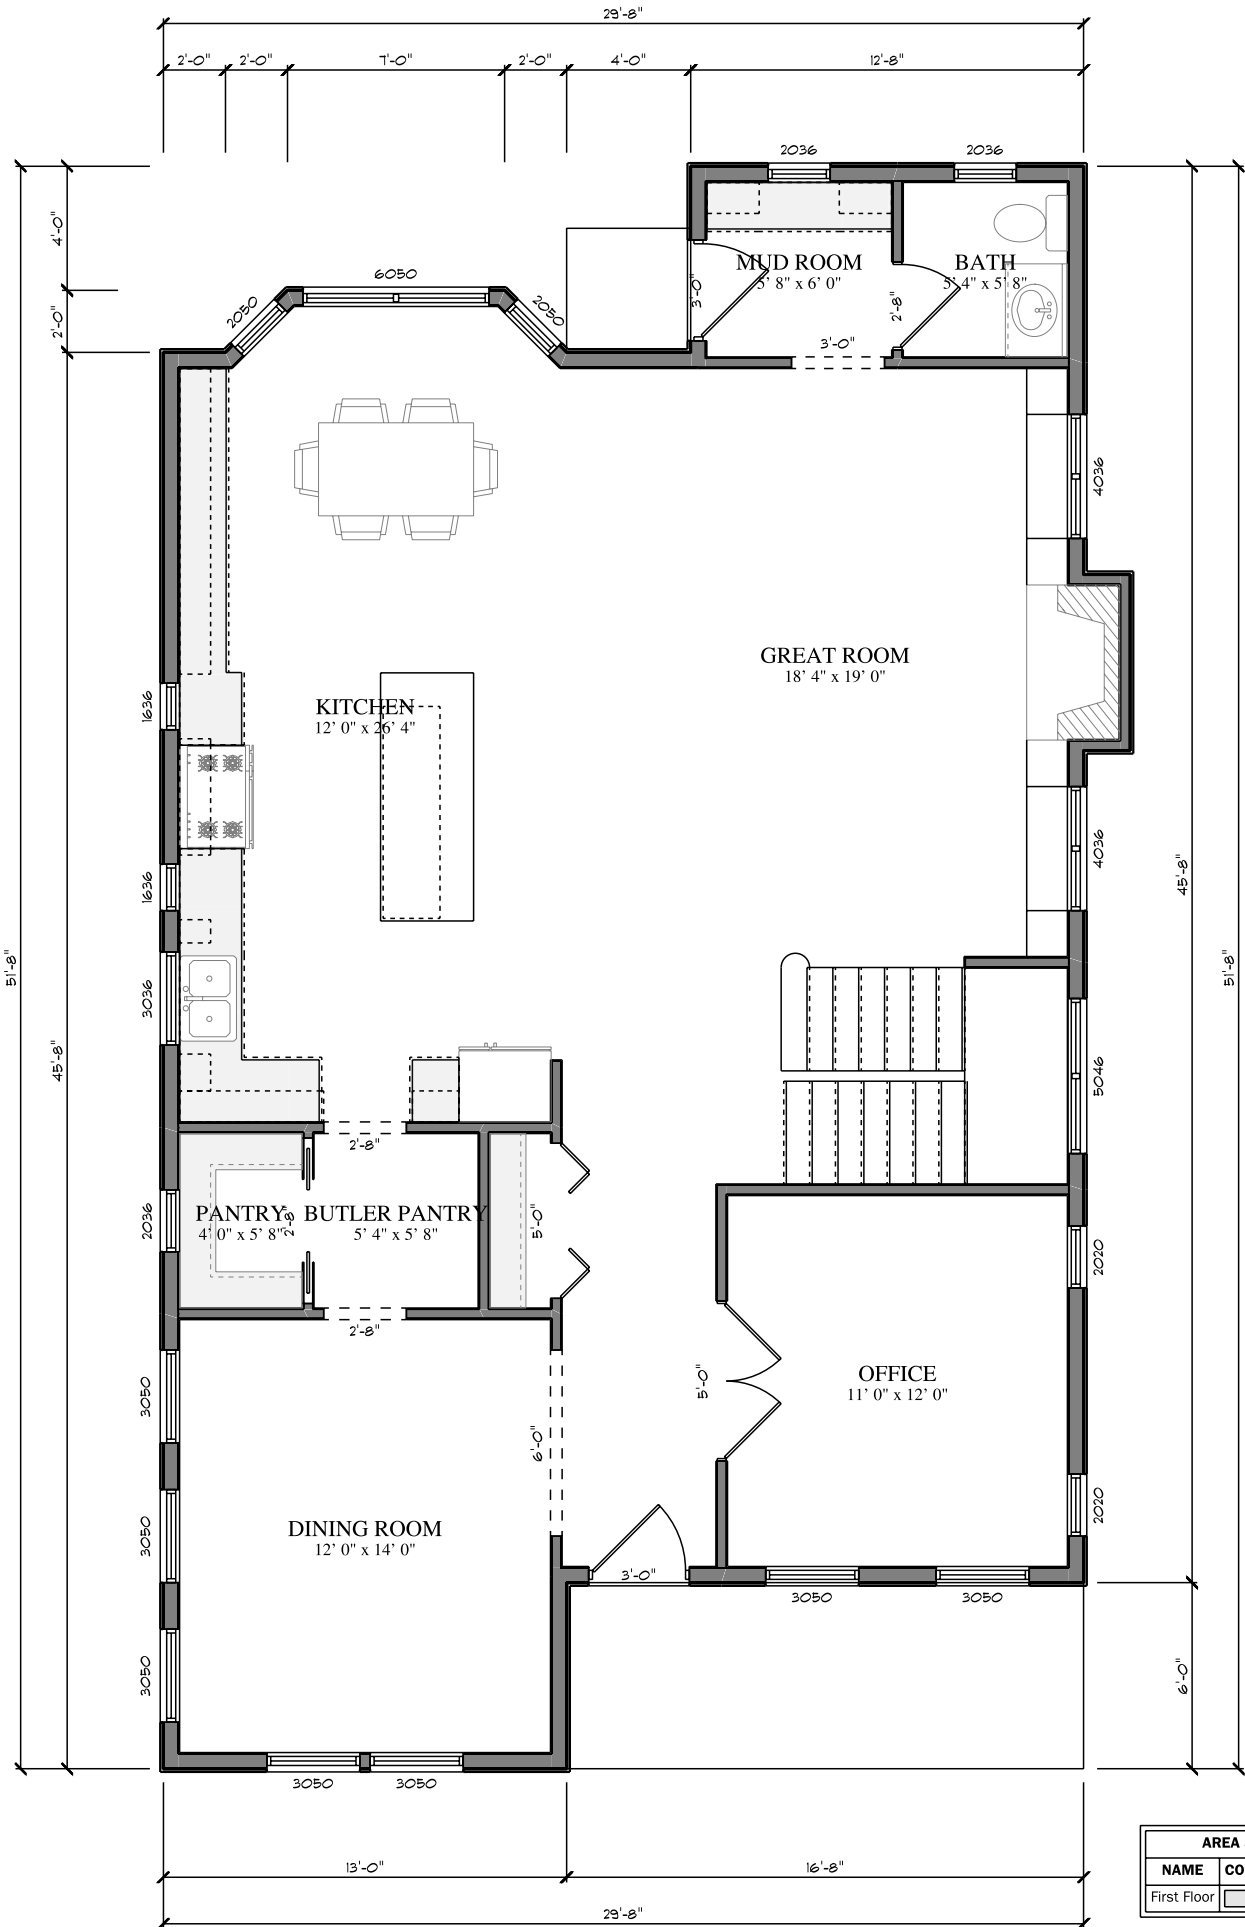 29'-8"
2'-0"
2'-0"
7'-0"
2'-0"
4'-0"
12'-8"
2036
2036
4'-0"
MUD ROOM
5' 8" x 6' 0"
BATH
5' 4" x 5' 8"
6050
2050
2050
3'-0"
2'-8"
2'-0"
3'-0"
4036
GREAT ROOM
18' 4" x 19' 0"
KITCHEN
12' 0" x 26' 4"
1636
4036
1636
45'-8"
51'-8"
51'-8"
3036
45'-8"
5046
2'-8"
PANTRY
4' 0" x 5' 8"
2'-8"
BUTLER PANTRY
5' 4" x 5' 8"
5'-0"
2036
2020
2'-8"
OFFICE
11' 0" x 12' 0"
5'-0"
3050
6'-0"
2020
DINING ROOM
12' 0" x 14' 0"
3050
3'-0"
3050
3050
3050
6'-0"
3050
3050
13'-0"
16'-8"
29'-8"
AREA
NAME CO
First Floor